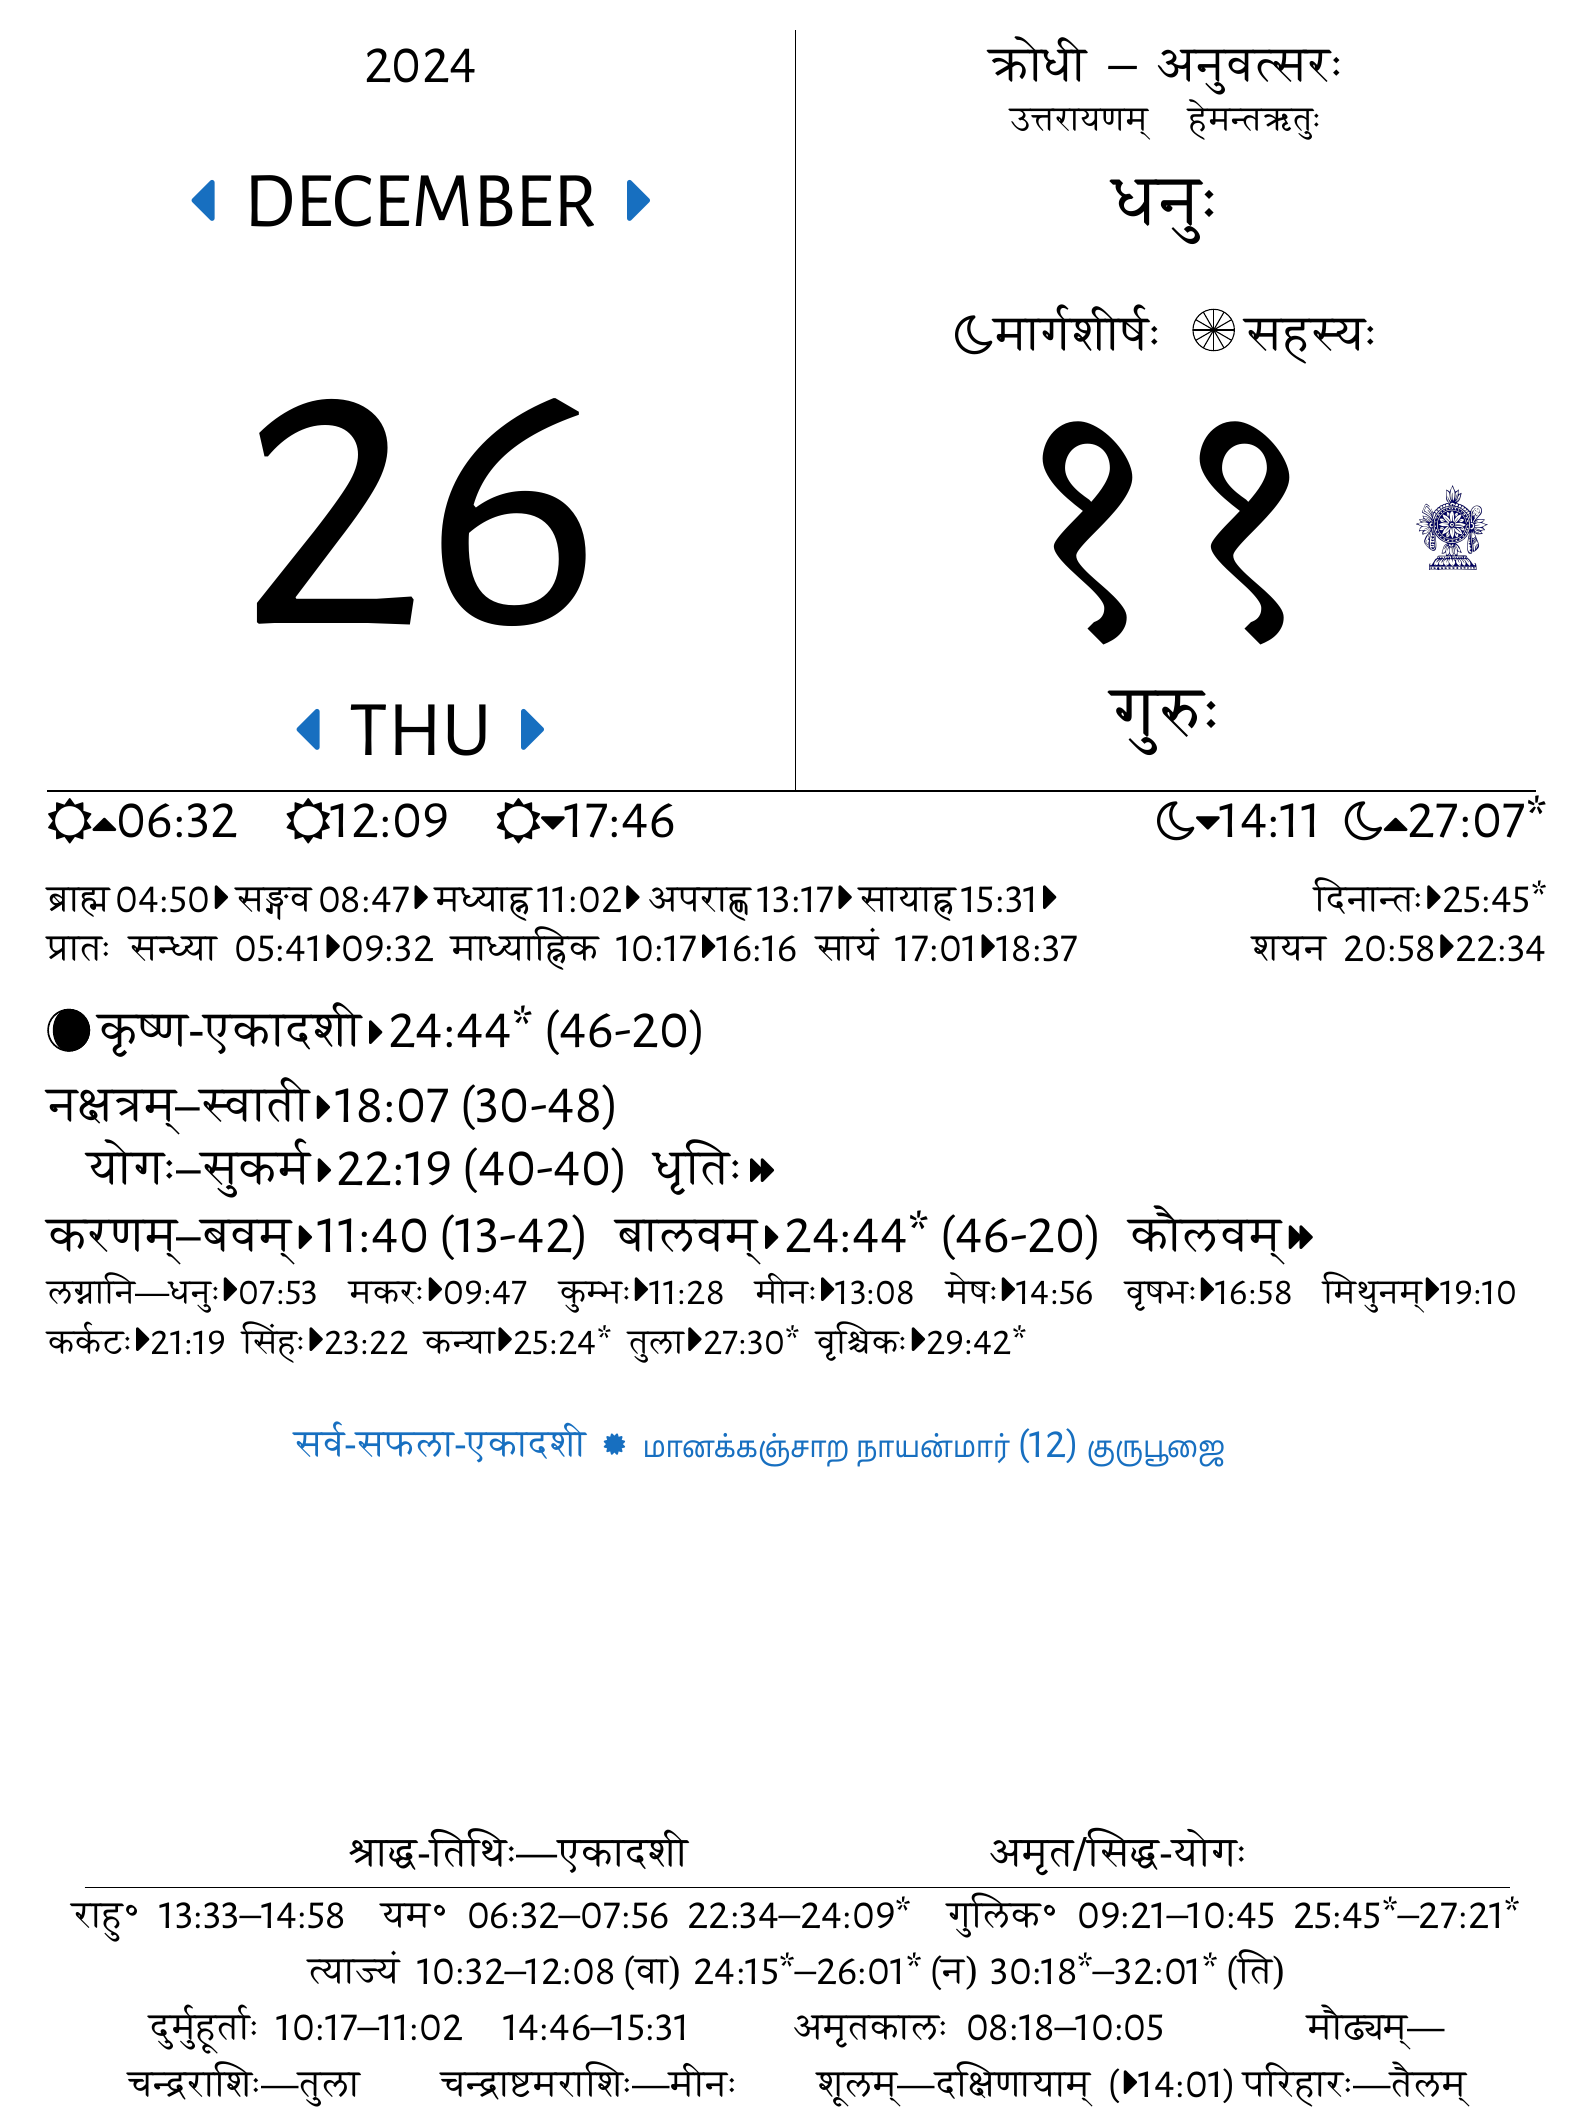 2024
DECEMBER
26
THU
क्रोधी – अनुवत्सरः
उत्तरायणम् हेमन्तऋतुः
धनुः
मार्गशीर्षः सहस्यः
११
गुरुः
06:32 12:09 17:46 14:11 27:07*
ब्राह्म 04:50 सङ्गव 08:47 मध्याह्न 11:02 अपराह्ण 13:17 सायाह्न 15:31 दिनान्तः 25:45*
प्रातः सन्ध्या 05:41 09:32 माध्याह्निक 10:17 16:16 सायं 17:01 18:37 शयन 20:58 22:34
कृष्ण-एकादशी 24:44* (46-20)
नक्षत्रम्–स्वाती 18:07 (30-48)
योगः–सुकर्म 22:19 (40-40) धृतिः
करणम्–बवम् 11:40 (13-42) बालवम् 24:44* (46-20) कौलवम्
लग्नानि—धनुः 07:53 मकरः 09:47 कुम्भः 11:28 मीनः 13:08 मेषः 14:56 वृषभः 16:58 मिथुनम् 19:10
कर्कटः 21:19 सिंहः 23:22 कन्या 25:24* तुला 27:30* वृश्चिकः 29:42*
सर्व-सफला-एकादशी ✹ மானக்கஞ்சாற நாயன்மார் (12) குருபூஜை
श्राद्ध-तिथिः—एकादशी अमृत/सिद्ध-योगः
राहु॰ 13:33–14:58 यम॰ 06:32–07:56 22:34–24:09* गुलिक॰ 09:21–10:45 25:45*–27:21*
त्याज्यं 10:32–12:08 (वा) 24:15*–26:01* (न) 30:18*–32:01* (ति)
दुर्मुहूर्ताः 10:17–11:02 14:46–15:31 अमृतकालः 08:18–10:05 मौढ्यम्—
चन्द्रराशिः—तुला चन्द्राष्टमराशिः—मीनः शूलम्—दक्षिणायाम् (14:01) परिहारः—तैलम्